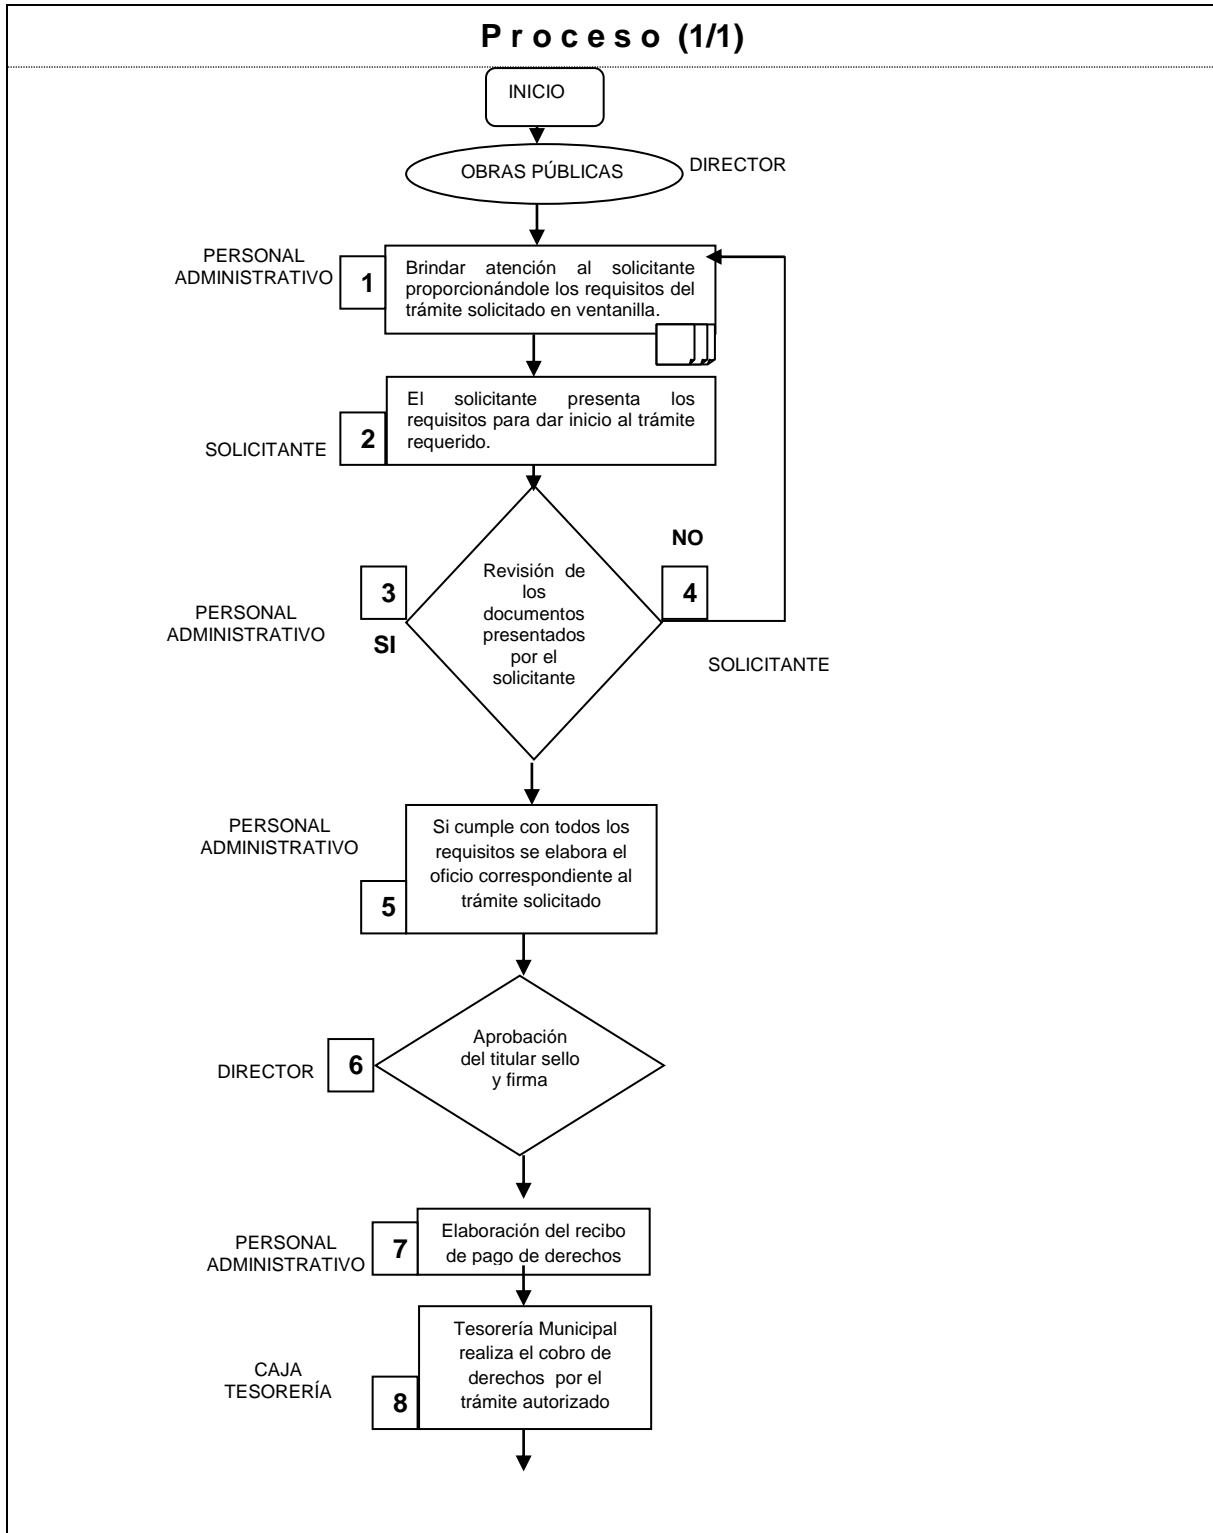 P r o c e s o (1/1)
INICIO
OBRAS PÚBLICAS
DIRECTOR
PERSONAL
ADMINISTRATIVO
1
Brindar atención al solicitante
proporcionándole los requisitos del
trámite solicitado en ventanilla.
El solicitante presenta los
requisitos para dar inicio al trámite
requerido.
2
SOLICITANTE
NO
3
4
Revisión de
los
documentos
presentados
por el
solicitante
PERSONAL
ADMINISTRATIVO
SI
SOLICITANTE
PERSONAL
ADMINISTRATIVO
Si cumple con todos los
requisitos se elabora el
oficio correspondiente al
trámite solicitado
5
Aprobación
del titular sello
y firma
DIRECTOR
6
PERSONAL
ADMINISTRATIVO
7
Elaboración del recibo
de pago de derechos
Tesorería Municipal
realiza el cobro de
derechos por el
trámite autorizado
CAJA
TESORERÍA
8